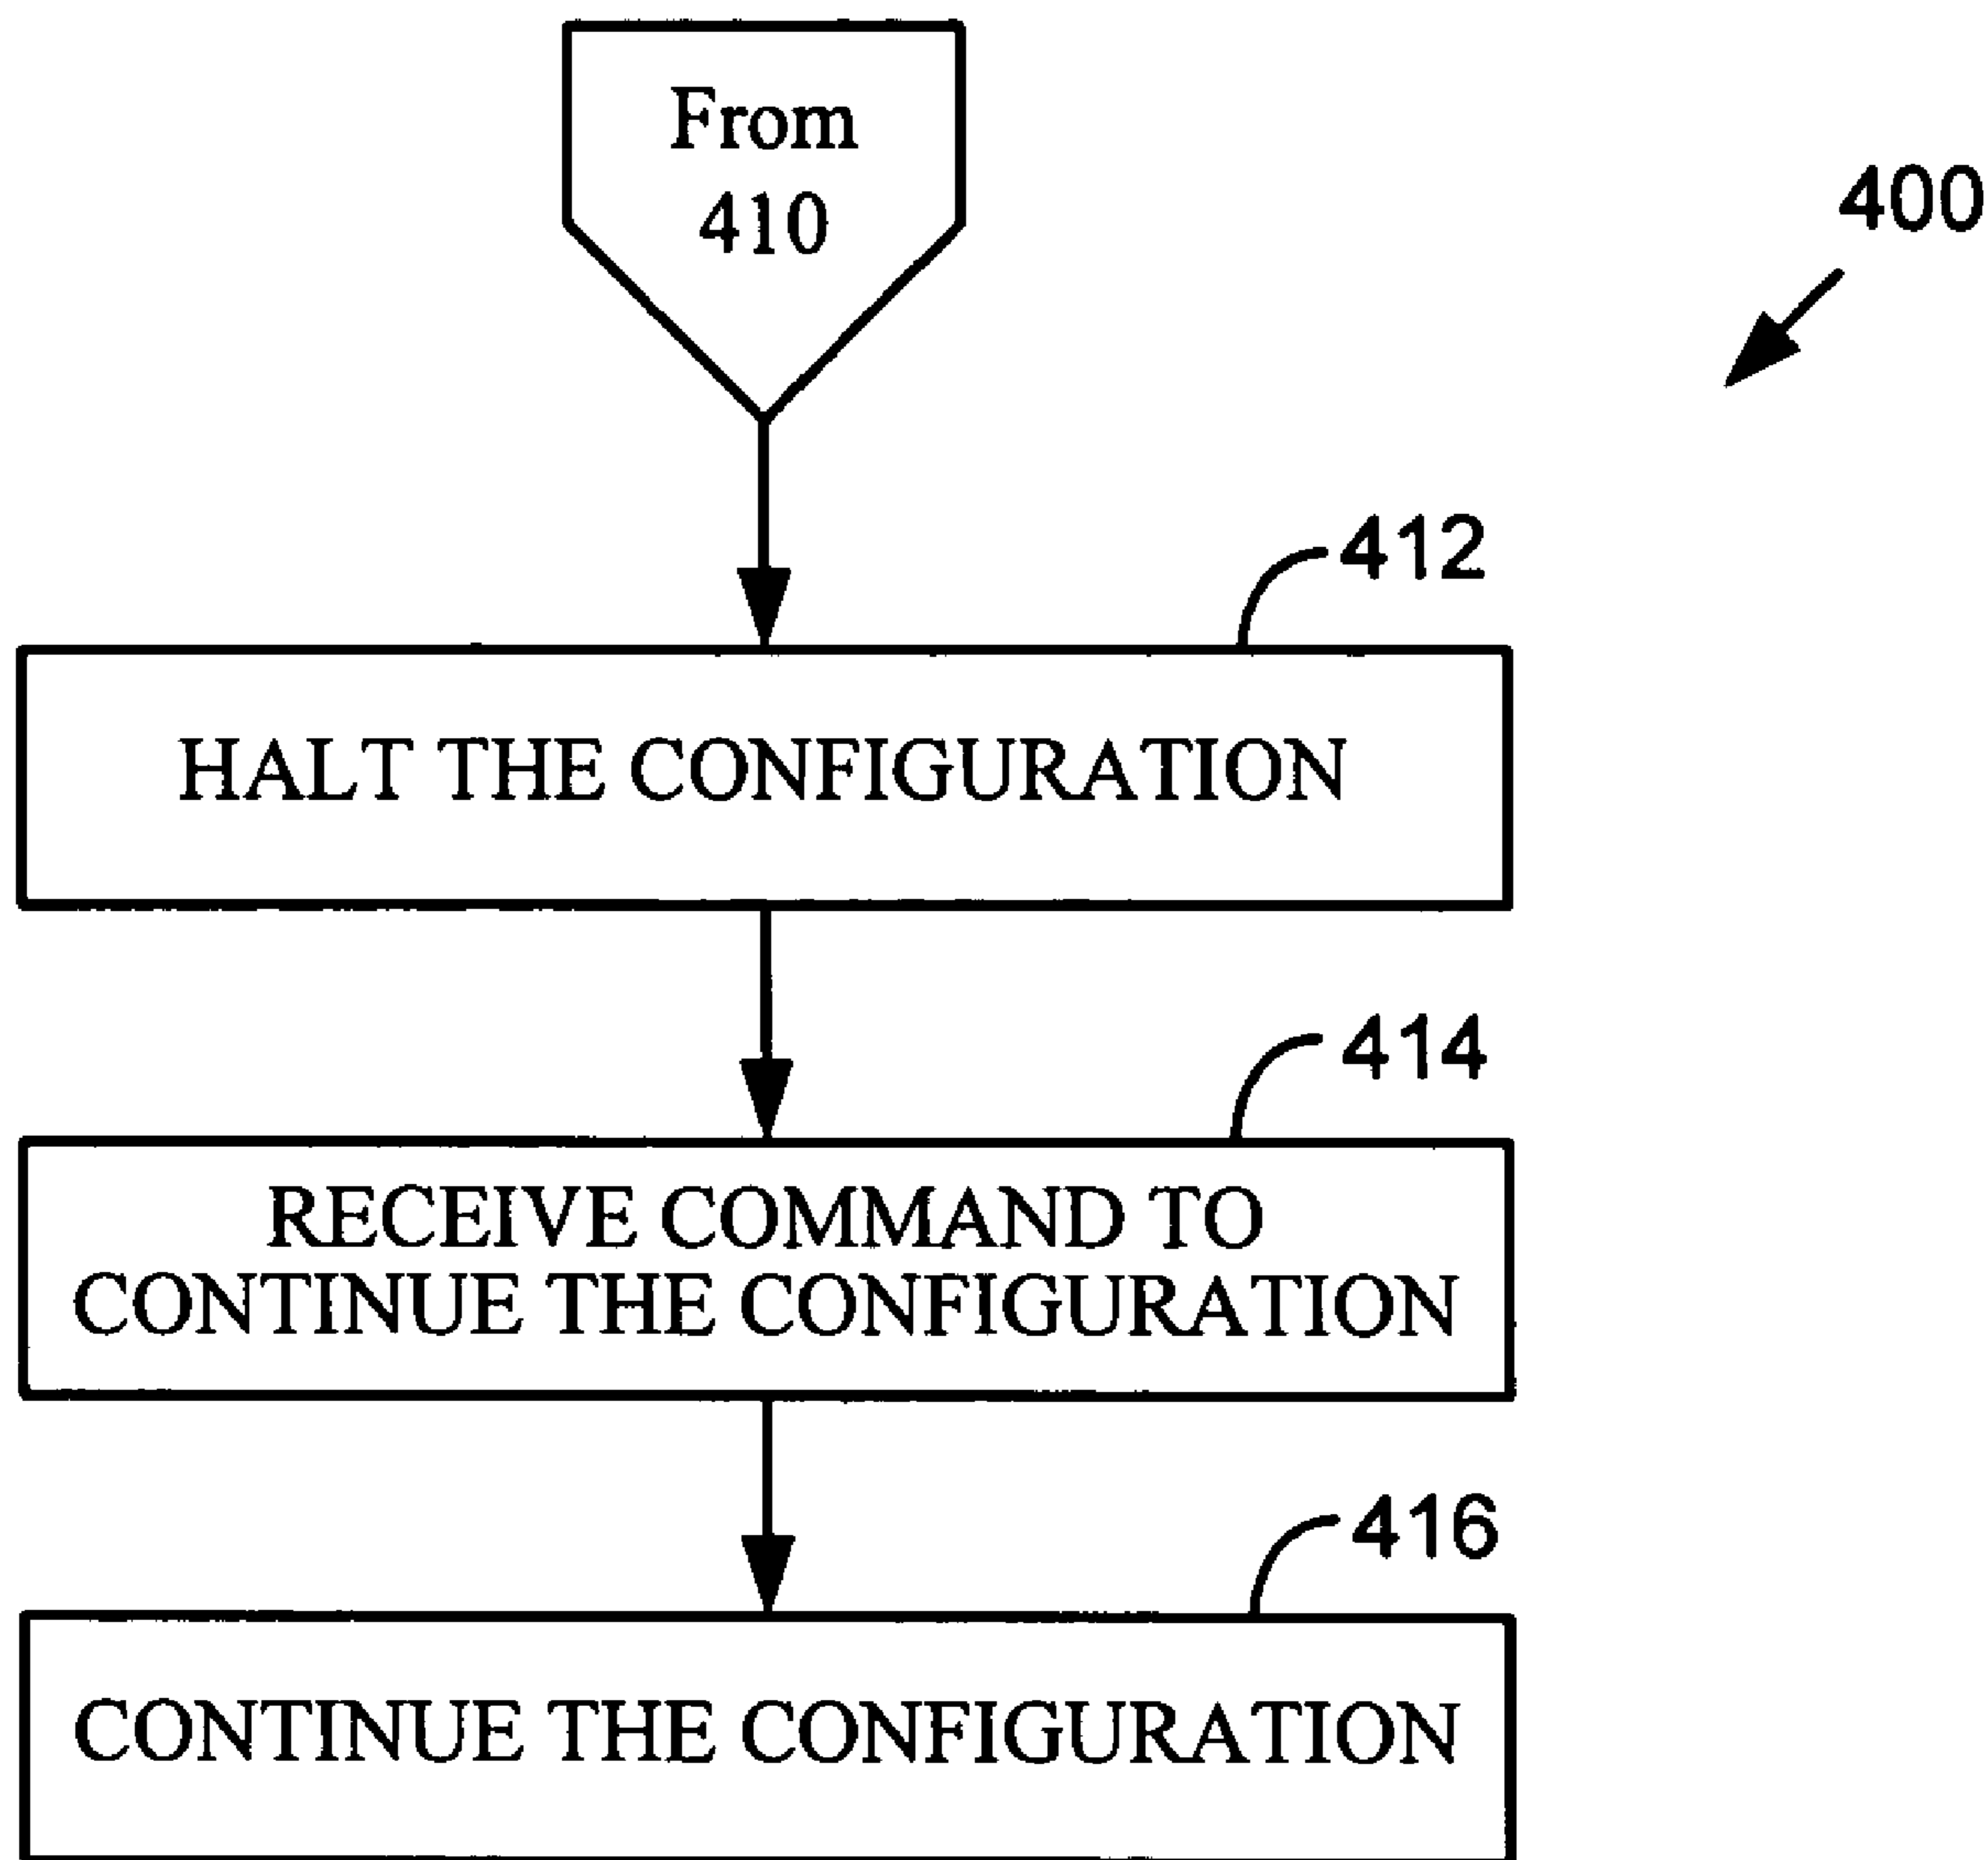 From
410
400
412
HALT THE CONFIGURATION
414
RECEIVE COMMAND TO
CONTINUE THE CONFIGURATION
416
CONTINUE THE CONFIGURATION